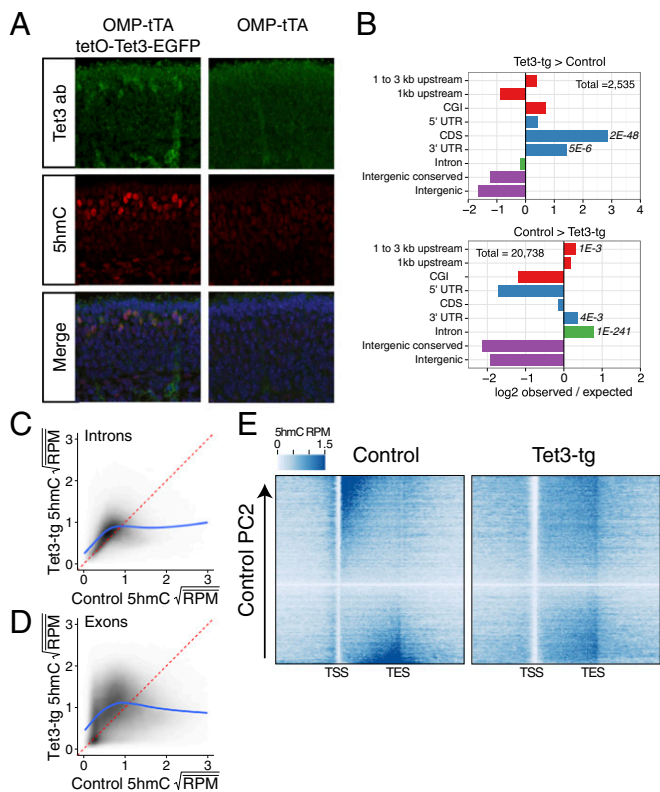 A
OMP-tTA
tetO-Tet3-EGFP
OMP-tTA
Tet3 ab
5hmC
Merge
B
Tet3-tg > Control
Total =2,535
1 to 3 kb upstream
1kb upstream
CGI
5' UTR
CDS
2E-48
3' UTR
5E-6
Intron
Intergenic conserved
Intergenic
−2 −1 0 1 2 3 4
Control > Tet3-tg
Total = 20,738
1 to 3 kb upstream
1E-3
1kb upstream
CGI
5' UTR
CDS
3' UTR
4E-3
Intron
1E-241
Intergenic conserved
Intergenic
−2 −1 0 1 2
log2 observed / expected
C
Introns
Tet3-tg 5hmC √RPM
3
2
1
0
0 1 2 3
Control 5hmC √RPM
D
Exons
Tet3-tg 5hmC √RPM
3
2
1
0
0 1 2 3
Control 5hmC √RPM
E
5hmC RPM
0 1.5
Control
Tet3-tg
Control PC2
TSS TES
TSS TES